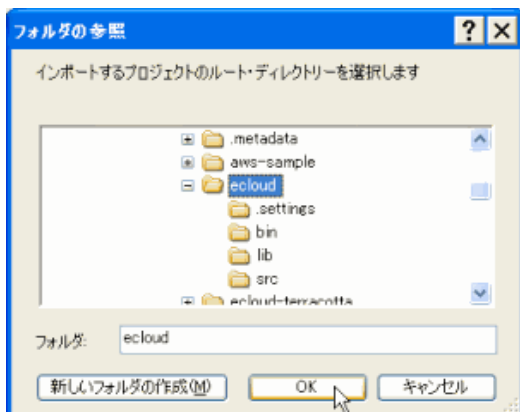 フォルダの参照
インポートするプロジェクトのルート・ディレクトリーを選択します
.metadata
aws-sample
ecloud
.settings
bin
lib
src
ecloud-terracotta
フォルダ: ecloud
新しいフォルダの作成(M) OK キャンセル